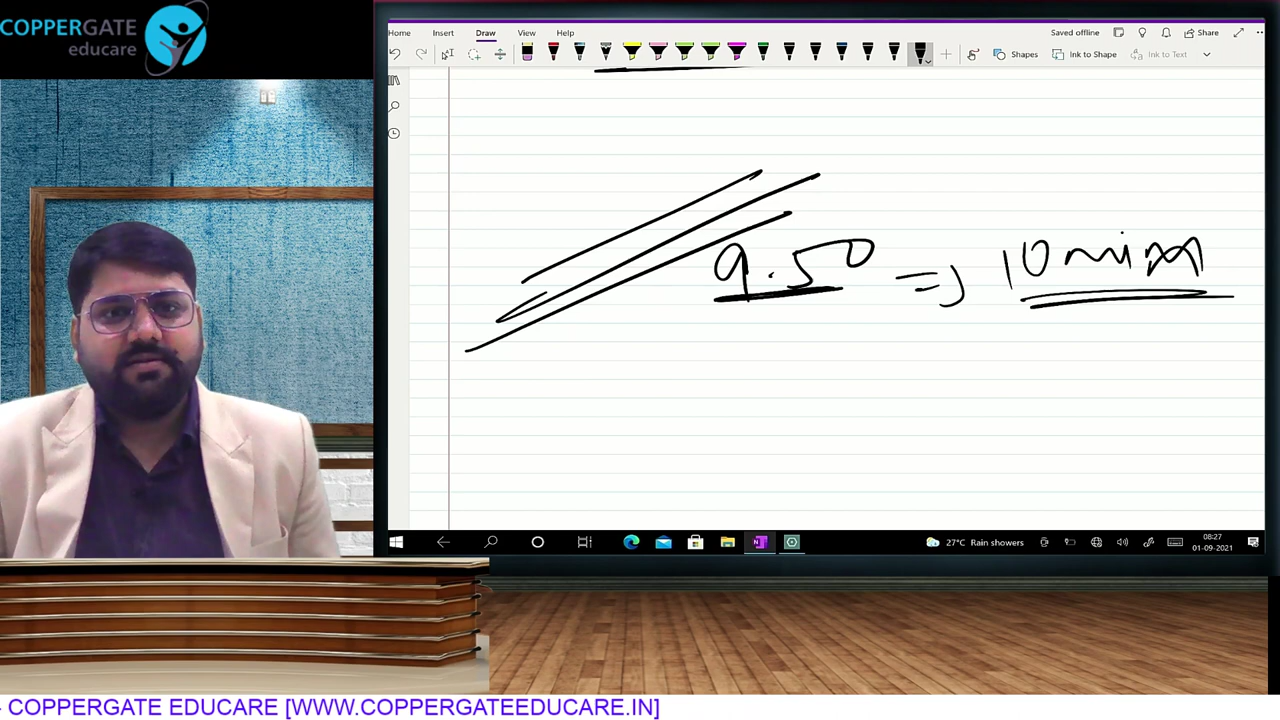 COPPERGATE
educare
Home Insert Draw View Help
Saved offline
Share
Shapes
Ink to Shape
Ink to Text
9.50 => 10 min
27°C Rain showers
08:27
01-09-2021
- COPPERGATE EDUCARE [WWW.COPPERGATEEDUCARE.IN]